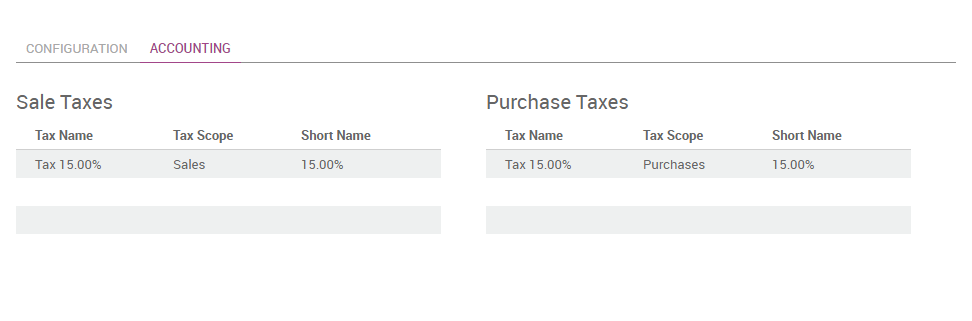 CONFIGURATION ACCOUNTING
Sale Taxes Purchase Taxes
Tax Name Tax Scope Short Name Tax Name Tax Scope Short Name
Tax 15.00% Sales 15.00% Tax 15.00% Purchases 15.00%